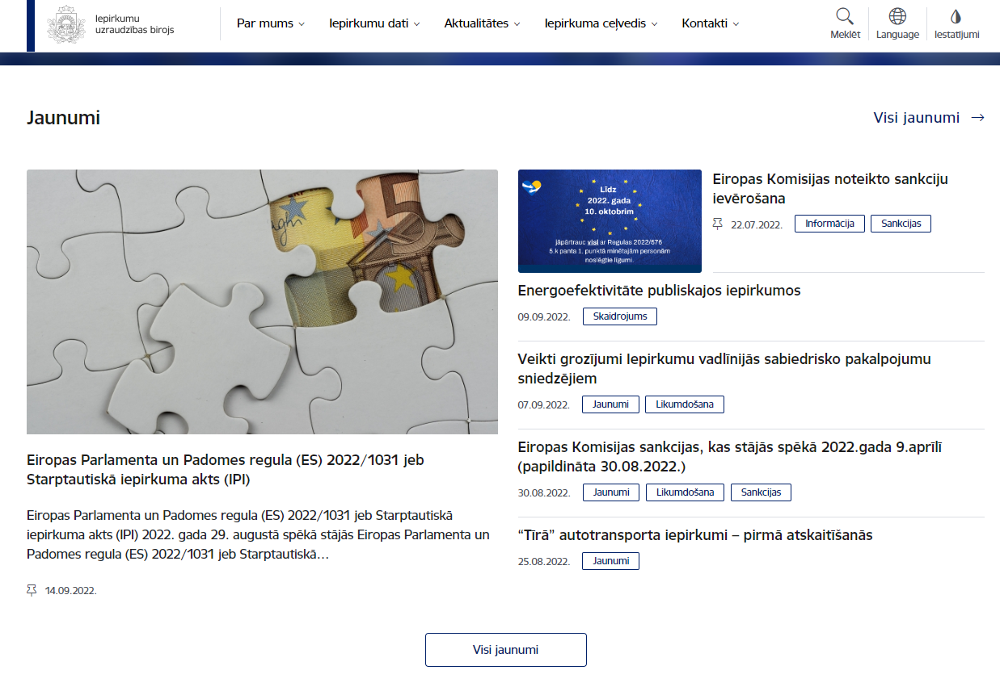 Iepirkumu
uzraudzības birojs
Par mums
Iepirkumu dati
Aktualitātes
Iepirkuma ceļvedis
Kontakti
Meklēt
Language
Iestatījumi
Jaunumi
Visi jaunumi
Eiropas Parlamenta un Padomes regula (ES) 2022/1031 jeb
Starptautiskā iepirkuma akts (IPI)
Eiropas Parlamenta un Padomes regula (ES) 2022/1031 jeb Starptautiskā
iepirkuma akts (IPI) 2022. gada 29. augustā spēkā stājās Eiropas Parlamenta un
Padomes regula (ES) 2022/1031 jeb Starptautiskā…
14.09.2022.
Līdz
2022. gada
10. oktobrim
jāpārtrauc visi ar Regulas 2022/576
5.k panta 1. punktā minētajām personām
noslēgtie līgumi.
Eiropas Komisijas noteikto sankciju
ievērošana
22.07.2022. Informācija Sankcijas
Energoefektivitāte publiskajos iepirkumos
09.09.2022. Skaidrojums
Veikti grozījumi Iepirkumu vadlīnijās sabiedrisko pakalpojumu
sniedzējiem
07.09.2022. Jaunumi Likumdošana
Eiropas Komisijas sankcijas, kas stājās spēkā 2022.gada 9.aprīlī
(papildināta 30.08.2022.)
30.08.2022. Jaunumi Likumdošana Sankcijas
“Tīrā” autotransporta iepirkumi – pirmā atskaitīšanās
25.08.2022. Jaunumi
Visi jaunumi